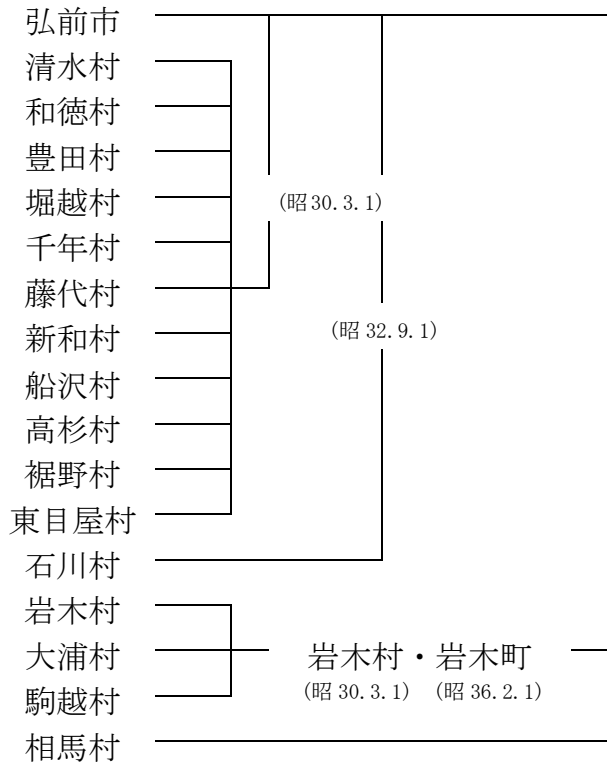 弘前市
清水村
和徳村
豊田村
堀越村
(昭30.3.1)
千年村
藤代村
新和村
(昭 32.9.1)
船沢村
高杉村
裾野村
東目屋村
石川村
岩木村
大浦村
岩木村・岩木町
駒越村
(昭 30.3.1) (昭 36.2.1)
相馬村